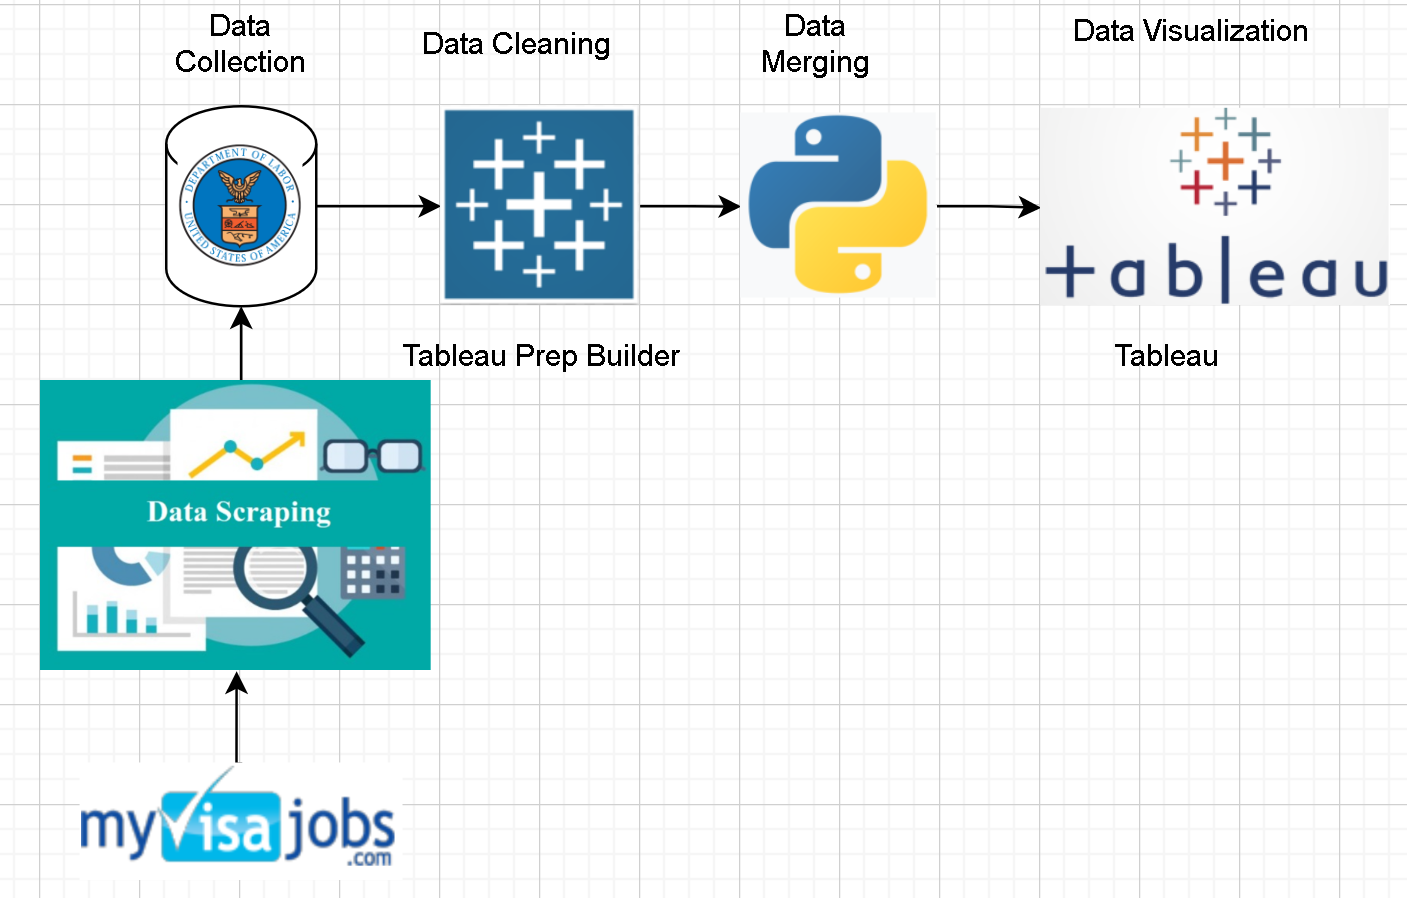 Data
Collection
Data Cleaning
Data
Merging
Data Visualization
DEPARTMENT OF LABOR
UNITED STATES OF AMERICA
+ableau
Tableau Prep Builder
Tableau
Data Scraping
myvisajobs
.com